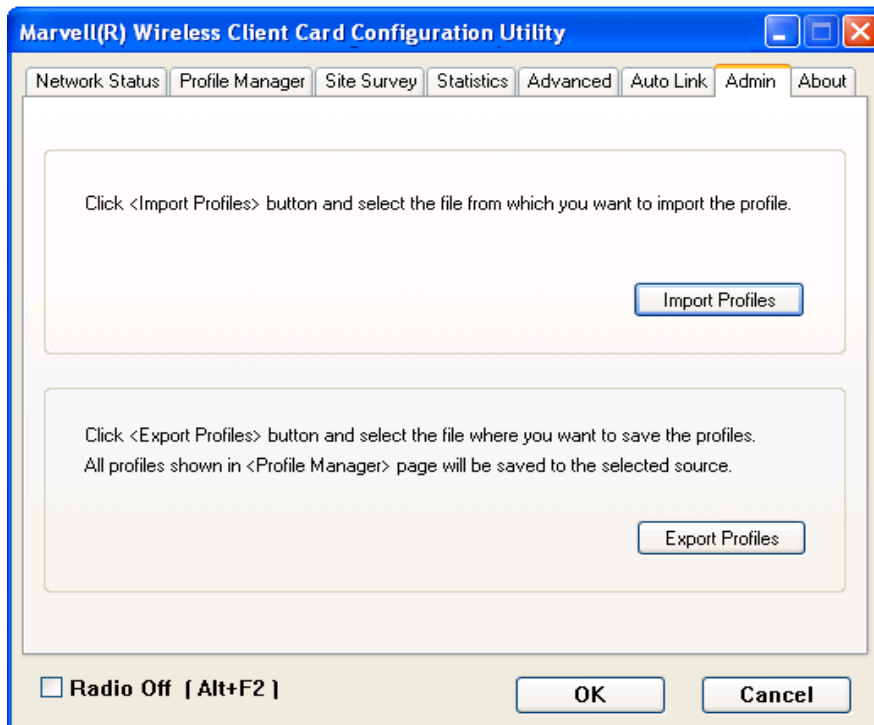 Marvell(R) Wireless Client Card Configuration Utility
Network Status Profile Manager Site Survey Statistics Advanced Auto Link Admin About
Click <Import Profiles> button and select the file from which you want to import the profile.
Import Profiles
Click <Export Profiles> button and select the file where you want to save the profiles.
All profiles shown in <Profile Manager> page will be saved to the selected source.
Export Profiles
Radio Off [ Alt+F2 ]
OK Cancel